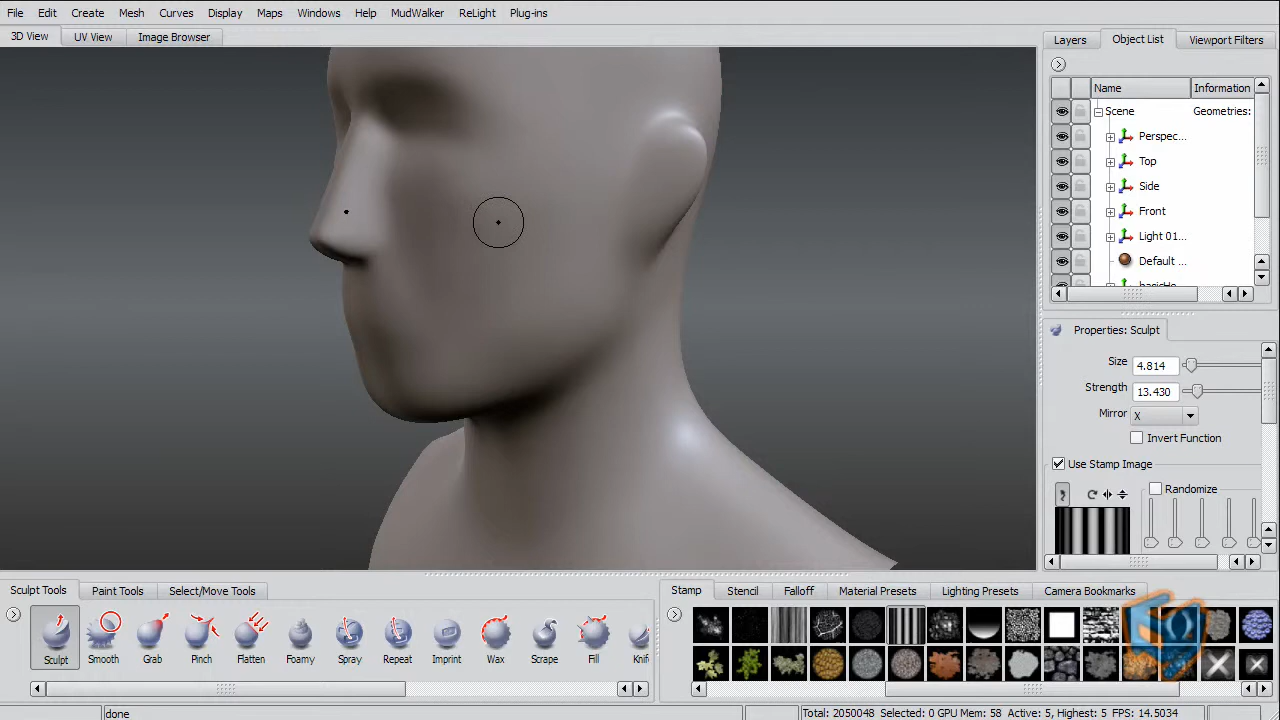 File Edit Create Mesh Curves Display Maps Windows Help MudWalker ReLight Plug-ins
3D View UV View Image Browser
Layers Object List Viewport Filters
Name Information
Scene Geometries:
Perspec...
Top
Side
Front
Light 01...
Default ...
Properties: Sculpt
Size 4.814
Strength 13.430
Mirror X
Invert Function
Use Stamp Image
Randomize
Sculpt Tools Paint Tools Select/Move Tools
Stamp Stencil Falloff Material Presets Lighting Presets Camera Bookmarks
Sculpt Smooth Grab Pinch Flatten Foamy Spray Repeat Imprint Wax Scrape Fill
done
Total: 2050048 Selected: 0 GPU Mem: 58 Active: 5, Highest: 5 FPS: 14.5034